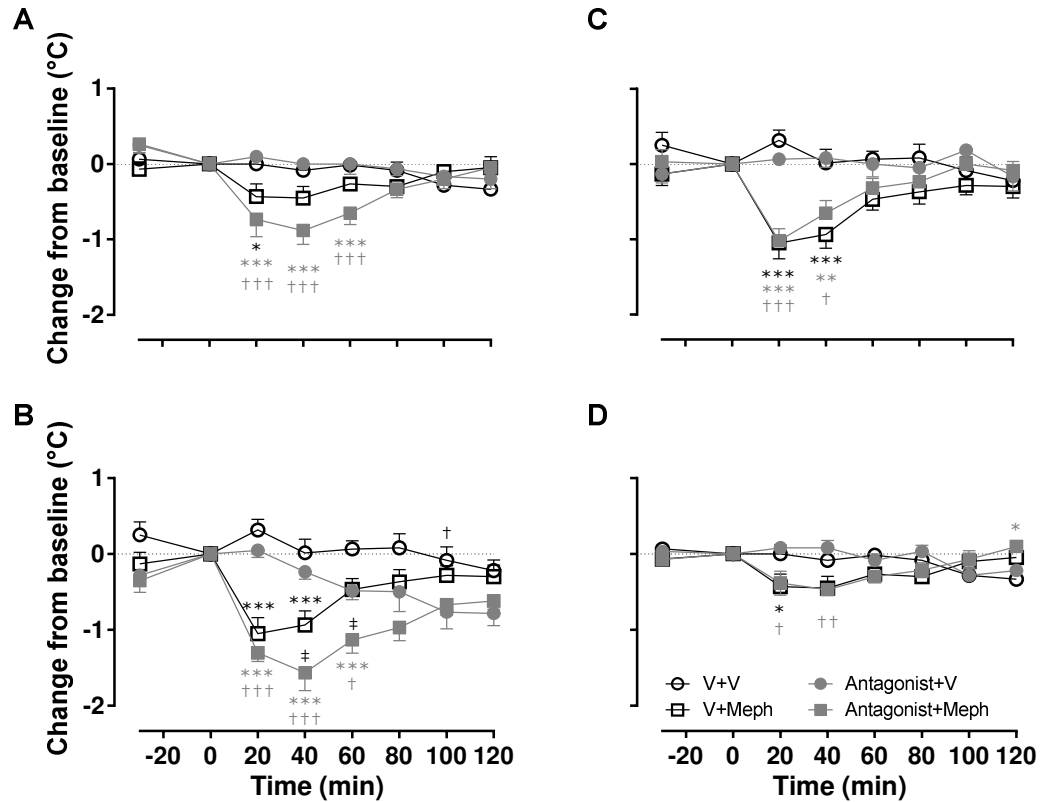 A
Change from baseline (°C)
1
0
-1
-2
*
***
†††
***
†††
***
†††
C
***
***
†††
***
**
†
B
Change from baseline (°C)
1
0
-1
-2
***
***
†
***
†††
‡
***
†††
‡
***
†
-20 0 20 40 60 80 100 120
Time (min)
D
*
†
††
*
V+V
Antagonist+V
V+Meph
Antagonist+Meph
-20 0 20 40 60 80 100 120
Time (min)